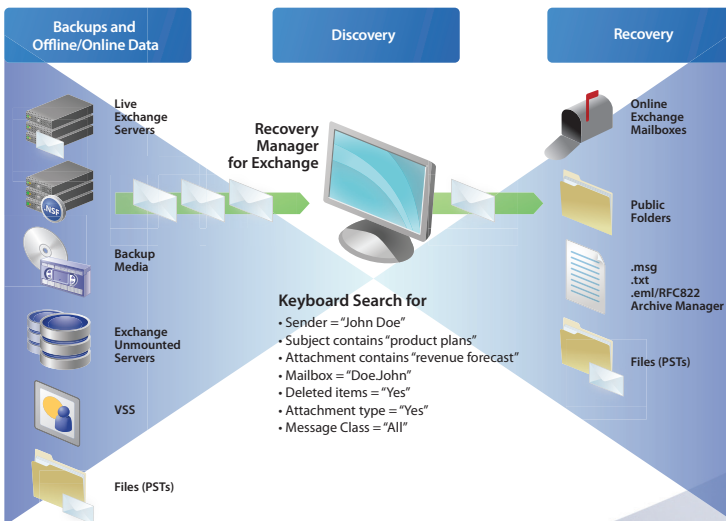 Backups and
Offline/Online Data
Discovery
Recovery
Live
Exchange
Servers
.NSF
Backup
Media
Exchange
Unmounted
Servers
VSS
Files (PSTs)
Recovery
Manager
for Exchange
Keyboard Search for
• Sender = “John Doe”
• Subject contains “product plans”
• Attachment contains “revenue forecast”
• Mailbox = “Doe.John”
• Deleted items = “Yes”
• Attachment type = “Yes”
• Message Class = “All”
Online
Exchange
Mailboxes
Public
Folders
.msg
.txt
.eml/RFC822
Archive Manager
Files (PSTs)